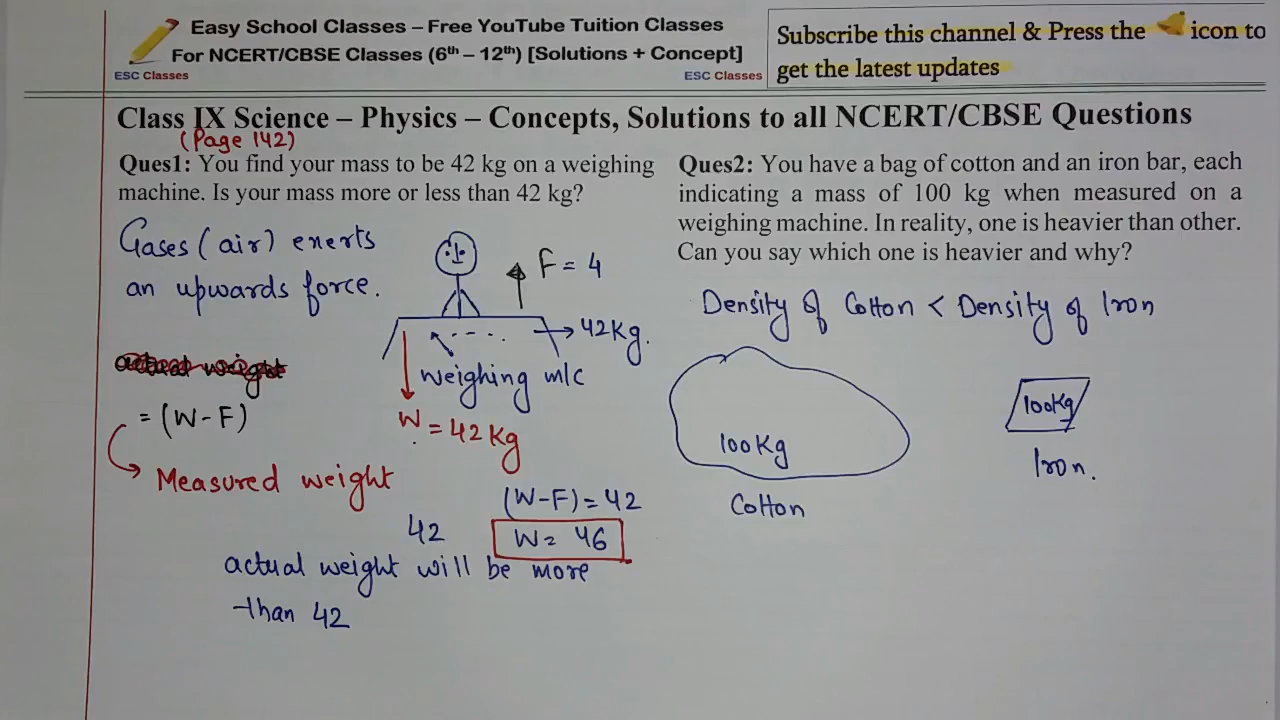 Easy School Classes – Free YouTube Tuition Classes
For NCERT/CBSE Classes (6th – 12th) [Solutions + Concept]
ESC Classes
ESC Classes
Subscribe this channel & Press the icon to
get the latest updates
Class IX Science – Physics – Concepts, Solutions to all NCERT/CBSE Questions
(Page 142)
Ques1: You find your mass to be 42 kg on a weighing
machine. Is your mass more or less than 42 kg?
Gases (air) exerts
an upwards force.
F = 4
42Kg.
weighing m/c
W = 42 Kg
= (W-F)
Measured weight
(W-F) = 42
42
W = 46
actual weight will be more
than 42
Ques2: You have a bag of cotton and an iron bar, each
indicating a mass of 100 kg when measured on a
weighing machine. In reality, one is heavier than other.
Can you say which one is heavier and why?
Density of Cotton < Density of Iron
100Kg
Cotton
100Kg
Iron.